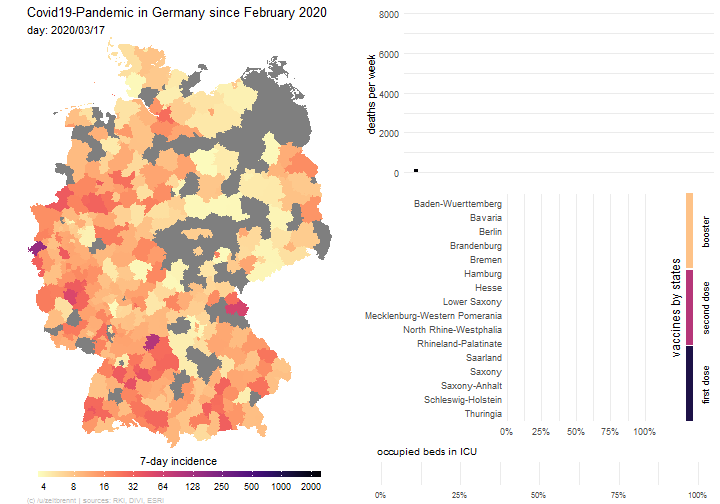 Covid19-Pandemic in Germany since February 2020
day: 2020/03/17
7-day incidence
4 8 16 32 64 128 250 500 1000 2000
(c) /u/zeitbremt | sources: RKI, DIVI, ESRI
deaths per week
8000
6000
4000
2000
0
Baden-Wuerttemberg
Bavaria
Berlin
Brandenburg
Bremen
Hamburg
Hesse
Lower Saxony
Mecklenburg-Western Pomerania
North Rhine-Westphalia
Rhineland-Palatinate
Saarland
Saxony
Saxony-Anhalt
Schleswig-Holstein
Thuringia
0% 25% 50% 75% 100%
vaccines by states
booster
second dose
first dose
occupied beds in ICU
0% 25% 50% 75% 100%